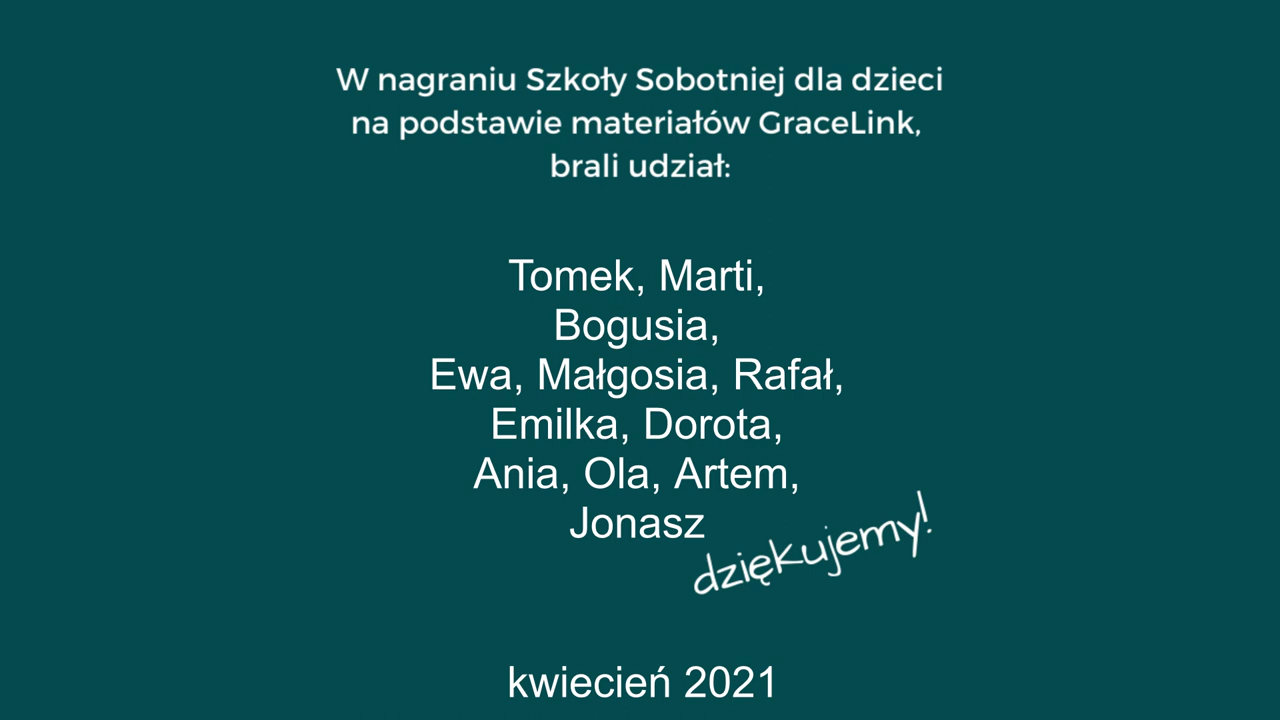 W nagraniu Szkoły Sobotniej dla dzieci
na podstawie materiałów GraceLink,
brali udział:
Tomek, Marti,
Bogusia,
Ewa, Małgosia, Rafał,
Emilka, Dorota,
Ania, Ola, Artem,
Jonasz
dziękujemy!
kwiecień 2021